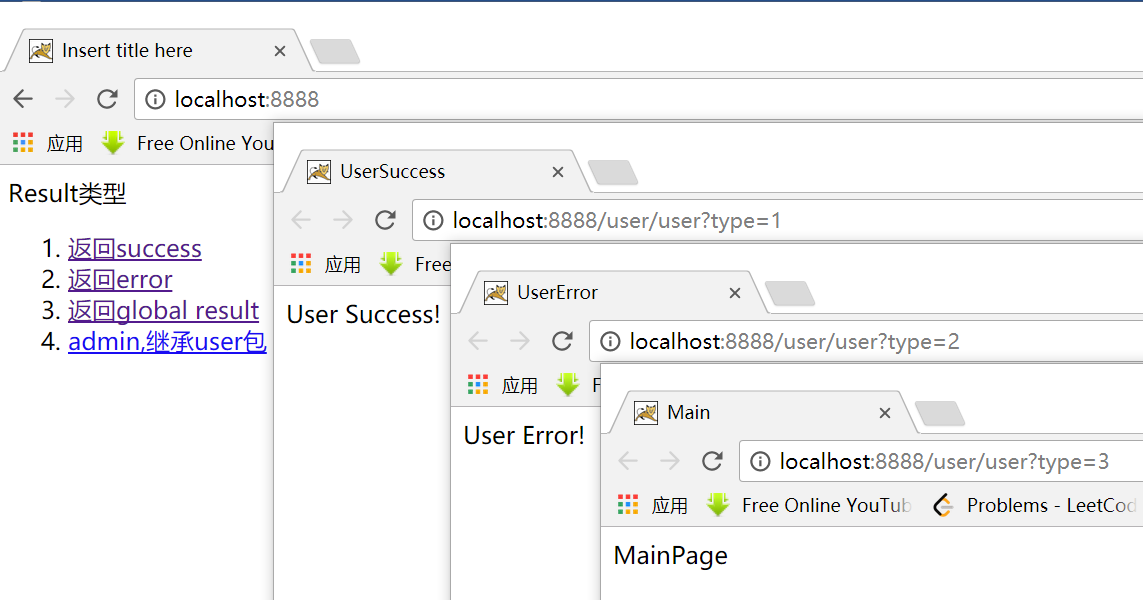 Insert title here
localhost:8888
应用 Free Online You
Result类型
1. 返回success
2. 返回error
3. 返回global result
4. admin,继承user包
UserSuccess
localhost:8888/user/user?type=1
应用 Free
User Success!
UserError
localhost:8888/user/user?type=2
应用 F
User Error!
Main
localhost:8888/user/user?type=3
应用 Free Online YouTub Problems - LeetCod
MainPage